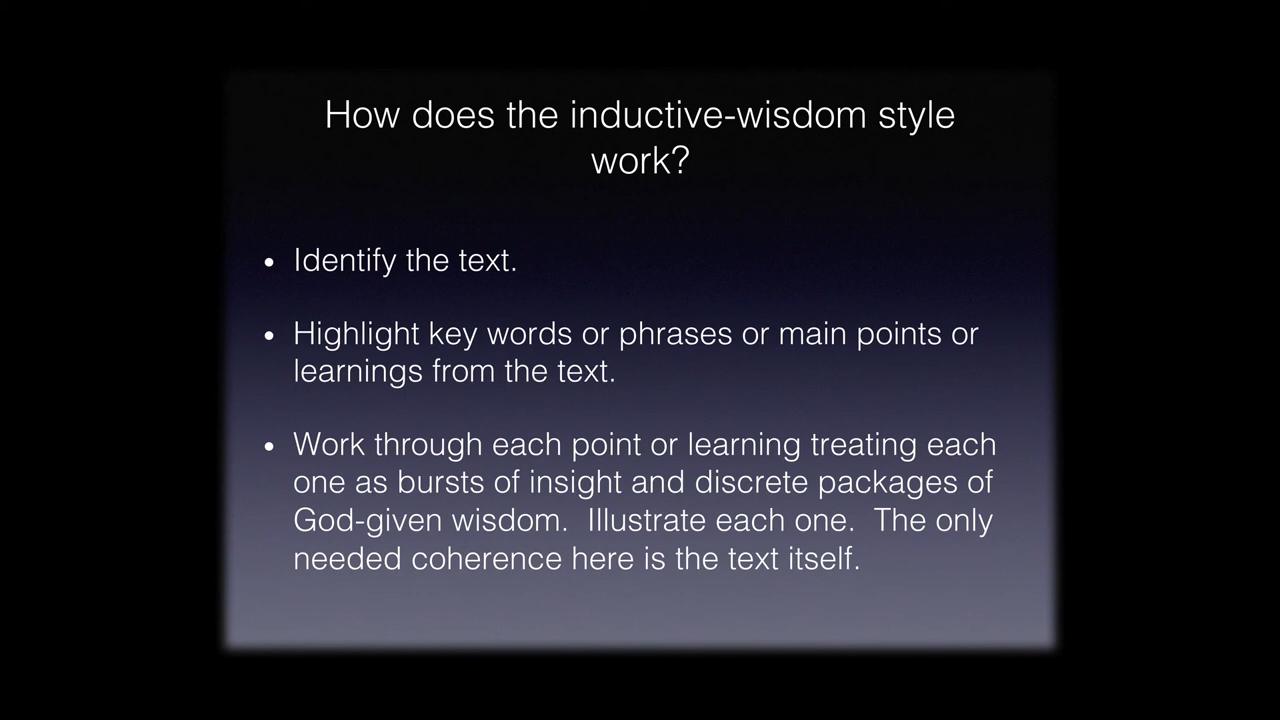 How does the inductive-wisdom style
work?
• Identify the text.
• Highlight key words or phrases or main points or
learnings from the text.
• Work through each point or learning treating each
one as bursts of insight and discrete packages of
God-given wisdom.  Illustrate each one.  The only
needed coherence here is the text itself.